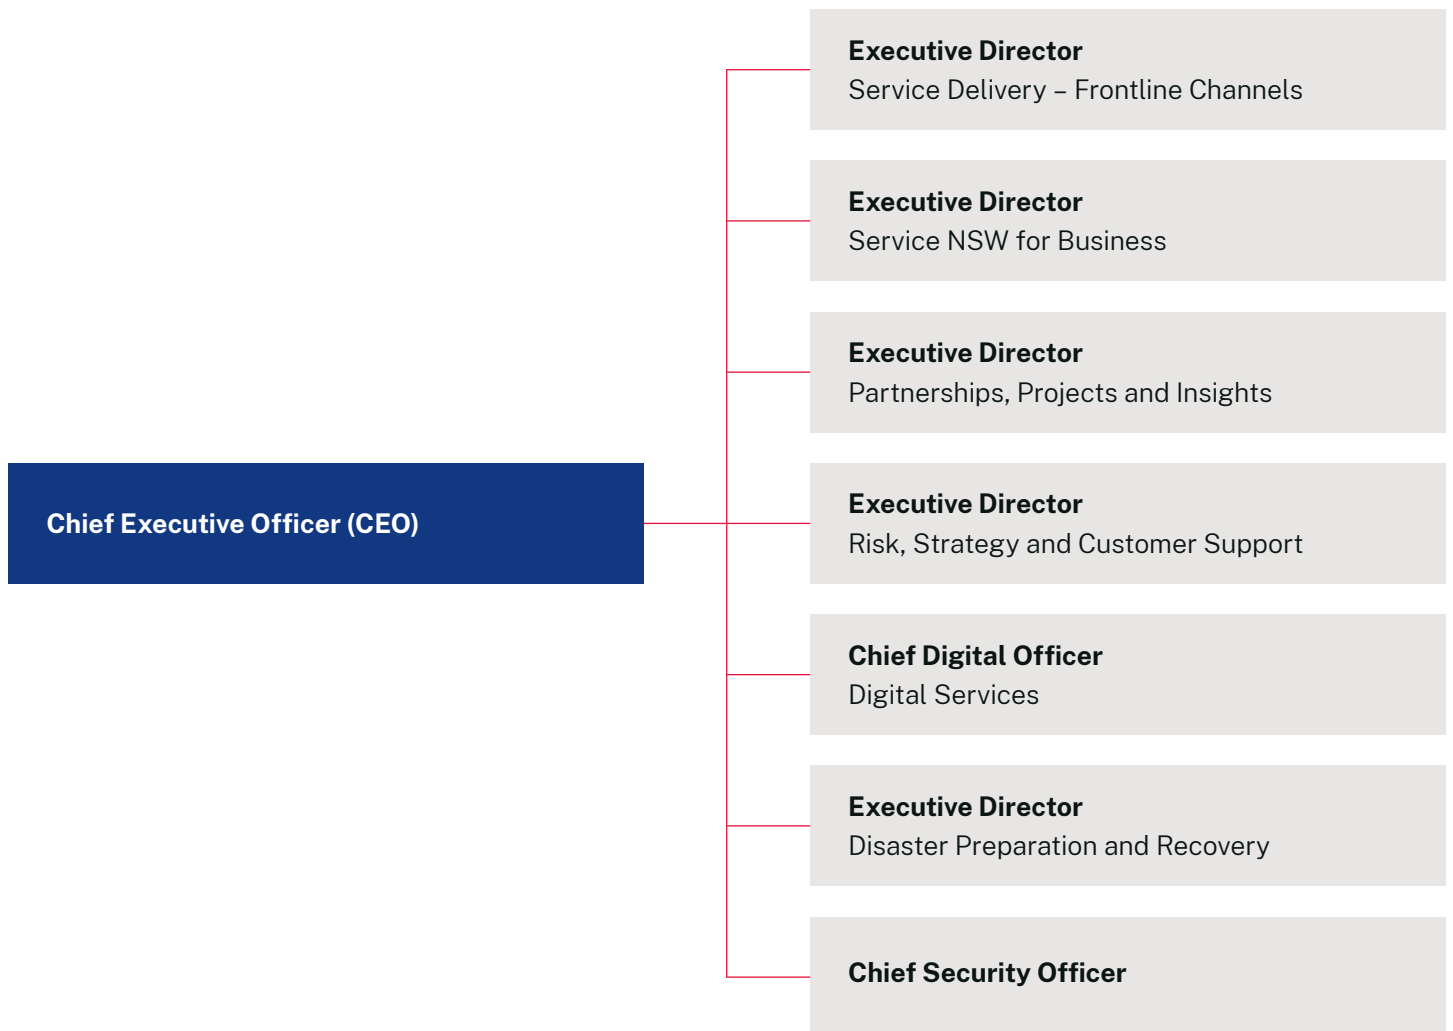 Executive Director
Service Delivery – Frontline Channels
Executive Director
Service NSW for Business
Executive Director
Partnerships, Projects and Insights
Chief Executive Officer (CEO)
Executive Director
Risk, Strategy and Customer Support
Chief Digital Officer
Digital Services
Executive Director
Disaster Preparation and Recovery
Chief Security Officer